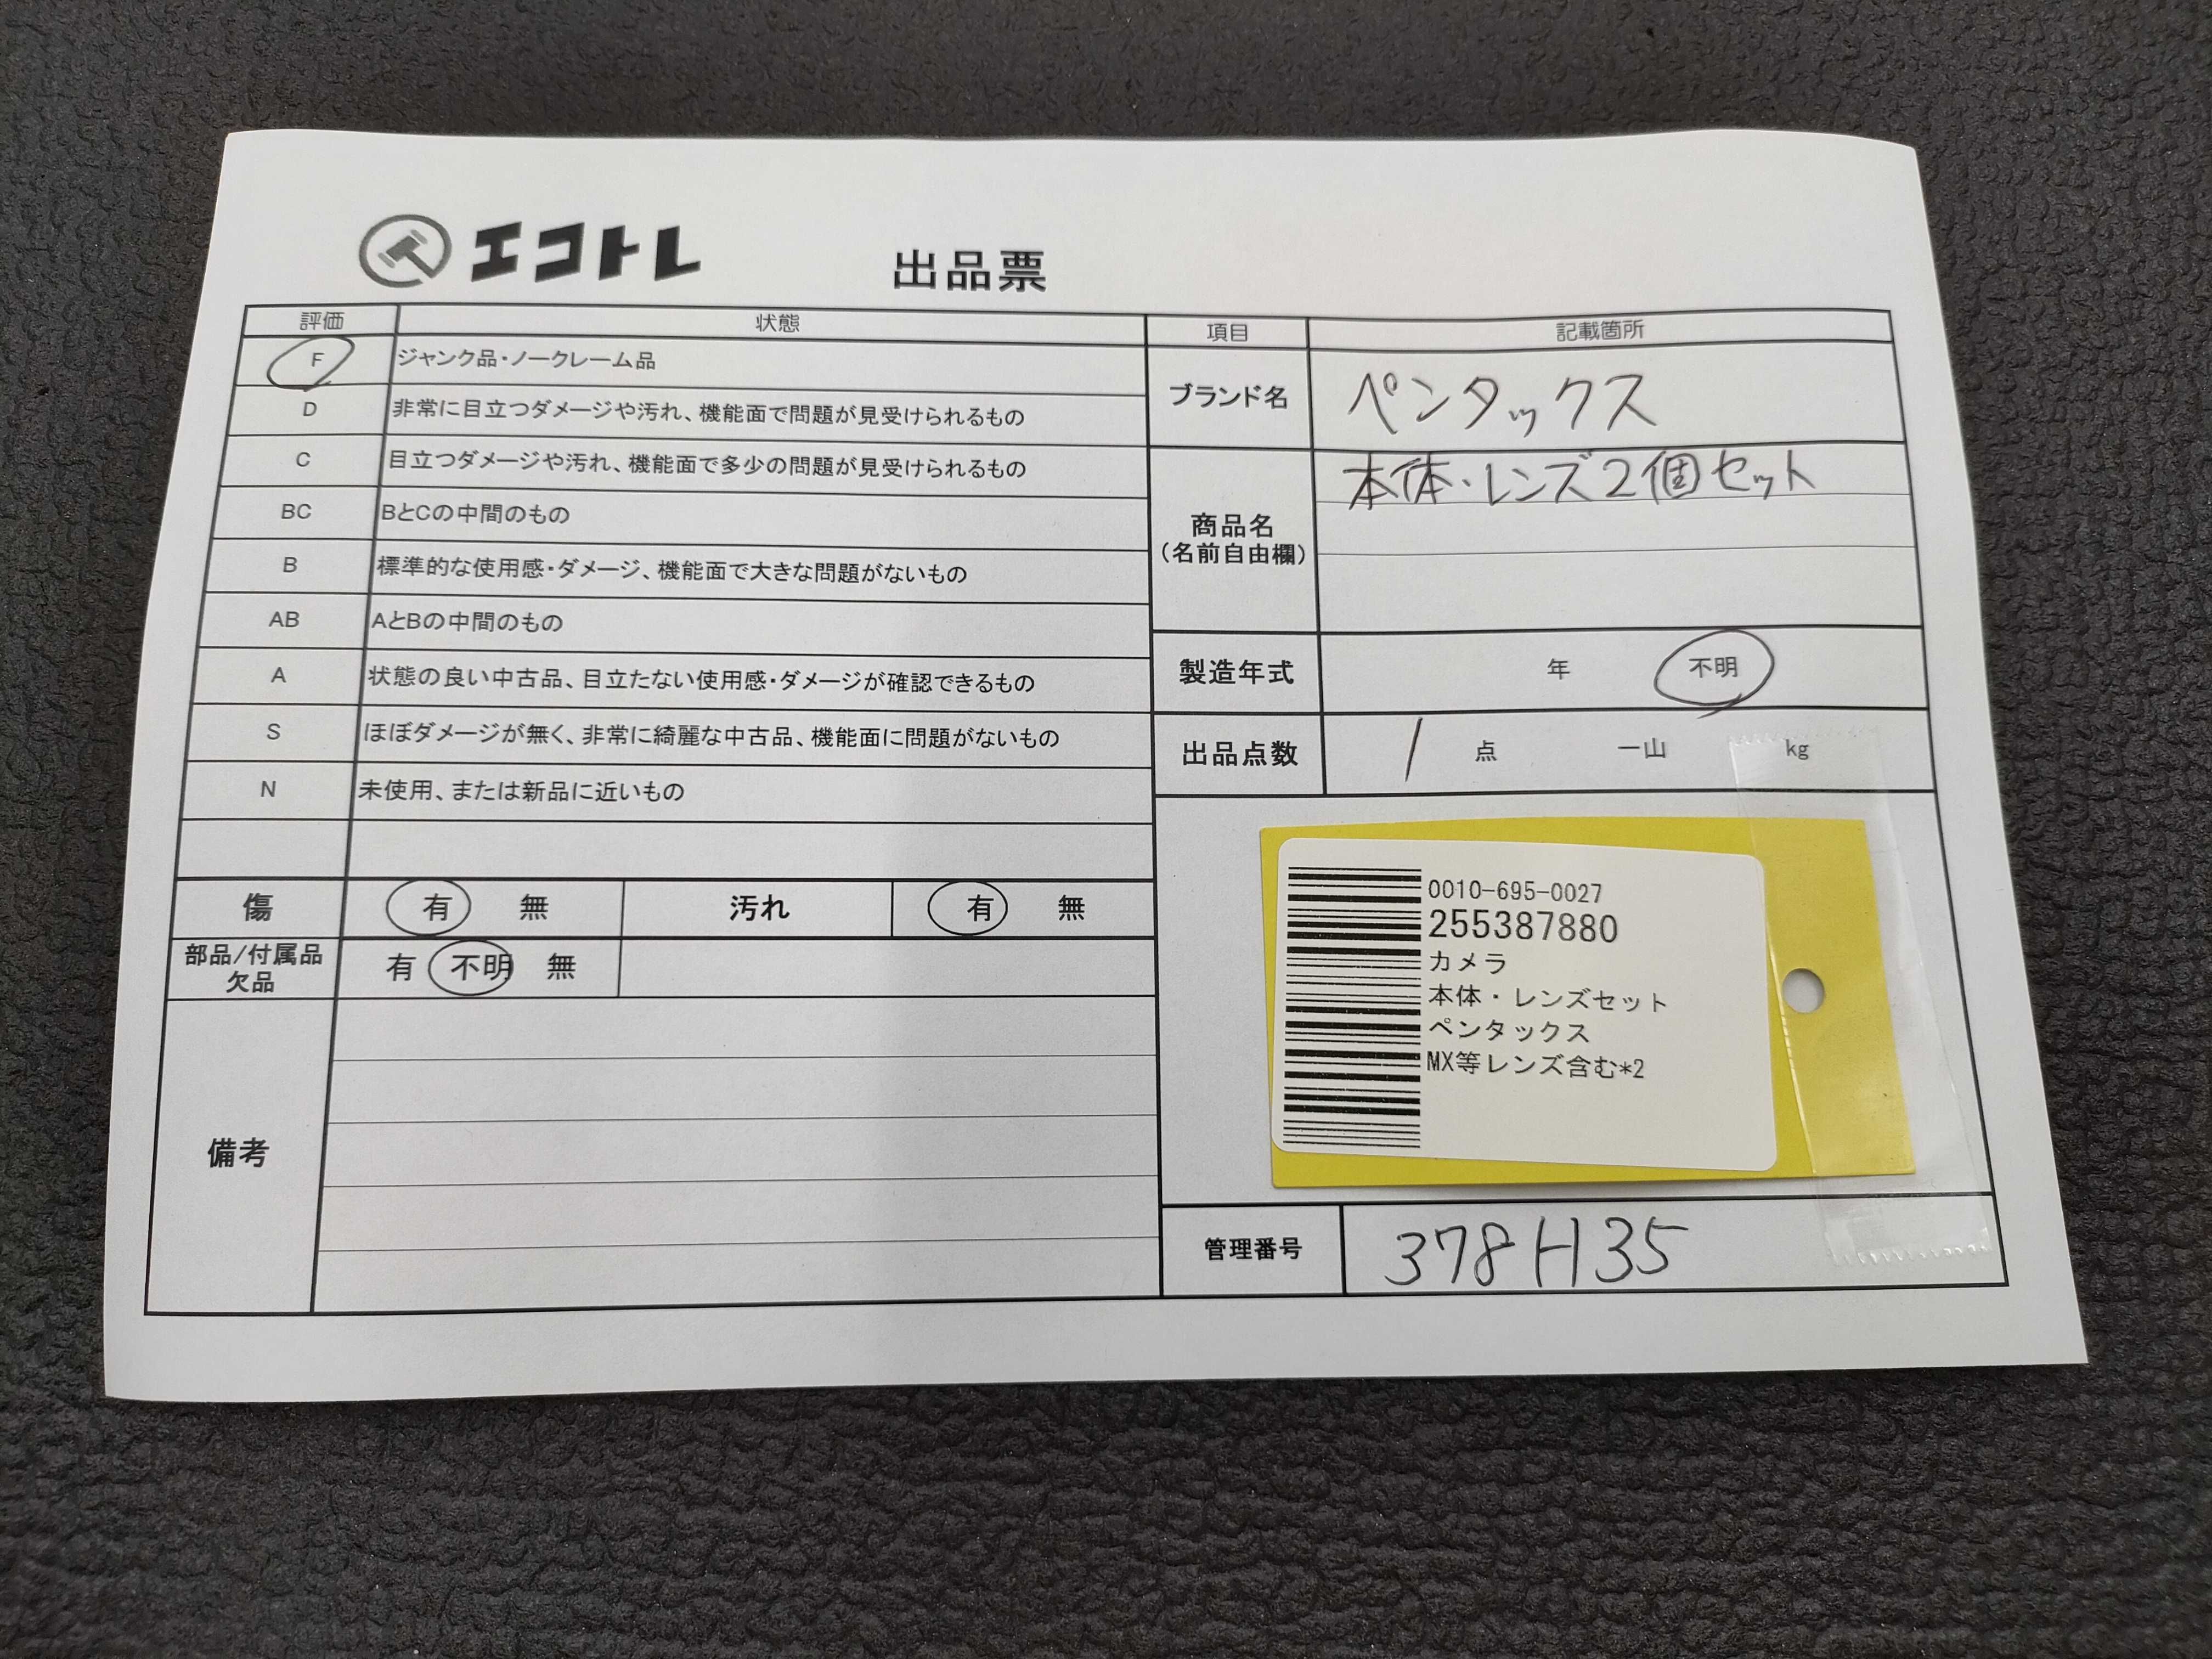 エコトレ 出品票
評価 状態
F ジャンク品・ノークレーム品
D 非常に目立つダメージや汚れ、機能面で問題が見受けられるもの
C 目立つダメージや汚れ、機能面で多少の問題が見受けられるもの
BC BとCの中間のもの
B 標準的な使用感・ダメージ、機能面で大きな問題がないもの
AB AとBの中間のもの
A 状態の良い中古品、目立たない使用感・ダメージが確認できるもの
S ほぼダメージが無く、非常に綺麗な中古品、機能面に問題がないもの
N 未使用、または新品に近いもの
傷 有 無 汚れ 有 無
部品/付属品
欠品 有 不明 無
備考
項目 記載箇所
ブランド名 ペンタックス
商品名
(名前自由欄) 本体・レンズ2個セット
製造年式 年 不明
出品点数 1 点 一山 kg
0010-695-0027
255387880
カメラ
本体・レンズセット
ペンタックス
MX等レンズ含む*2
管理番号 378H35